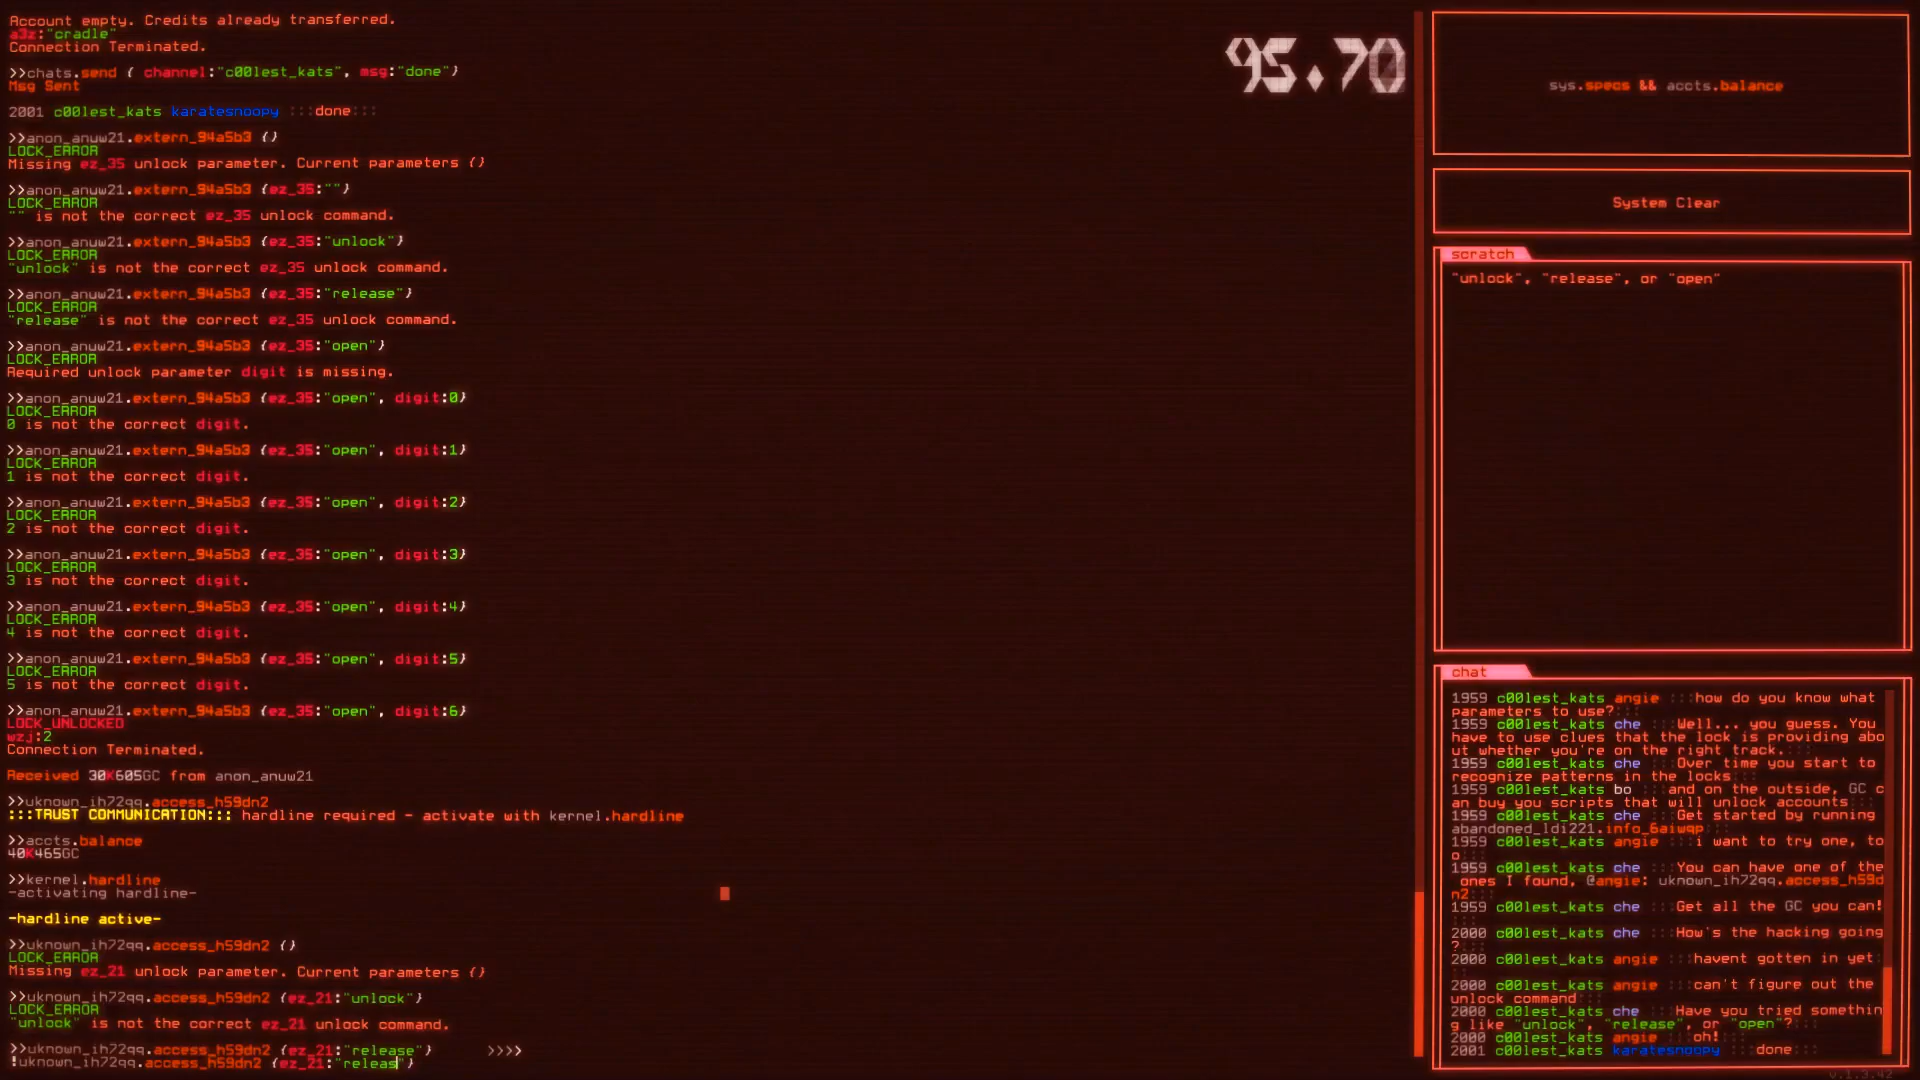 Account empty. Credits already transferred.
a3z:"cradle"
Connection Terminated.
>>chats.send { channel:"c00lest_kats", msg:"done"}
Msg Sent
2001 c00lest_kats karatesnoopy :::done:::
>>anon_anuw21.extern_94a5b3 {}
LOCK_ERROR
Missing ez_35 unlock parameter. Current parameters {}
>>anon_anuw21.extern_94a5b3 {ez_35:""}
LOCK_ERROR
"" is not the correct ez_35 unlock command.
>>anon_anuw21.extern_94a5b3 {ez_35:"unlock"}
LOCK_ERROR
"unlock" is not the correct ez_35 unlock command.
>>anon_anuw21.extern_94a5b3 {ez_35:"release"}
LOCK_ERROR
"release" is not the correct ez_35 unlock command.
>>anon_anuw21.extern_94a5b3 {ez_35:"open"}
LOCK_ERROR
Required unlock parameter digit is missing.
>>anon_anuw21.extern_94a5b3 {ez_35:"open", digit:0}
LOCK_ERROR
0 is not the correct digit.
>>anon_anuw21.extern_94a5b3 {ez_35:"open", digit:1}
LOCK_ERROR
1 is not the correct digit.
>>anon_anuw21.extern_94a5b3 {ez_35:"open", digit:2}
LOCK_ERROR
2 is not the correct digit.
>>anon_anuw21.extern_94a5b3 {ez_35:"open", digit:3}
LOCK_ERROR
3 is not the correct digit.
>>anon_anuw21.extern_94a5b3 {ez_35:"open", digit:4}
LOCK_ERROR
4 is not the correct digit.
>>anon_anuw21.extern_94a5b3 {ez_35:"open", digit:5}
LOCK_ERROR
5 is not the correct digit.
>>anon_anuw21.extern_94a5b3 {ez_35:"open", digit:6}
LOCK_UNLOCKED
wzj:2
Connection Terminated.
Received 30K605GC from anon_anuw21
>>uknown_ih72qq.access_h59dn2
:::TRUST COMMUNICATION::: hardline required - activate with kernel.hardline
>>accts.balance
40K465GC
>>kernel.hardline
-activating hardline-
-hardline active-
>>uknown_ih72qq.access_h59dn2 {}
LOCK_ERROR
Missing ez_21 unlock parameter. Current parameters {}
>>uknown_ih72qq.access_h59dn2 {ez_21:"unlock"}
LOCK_ERROR
"unlock" is not the correct ez_21 unlock command.
>>uknown_ih72qq.access_h59dn2 {ez_21:"release"} >>>>
!uknown_ih72qq.access_h59dn2 {ez_21:"releas"}
95.70
sys.specs && accts.balance
System Clear
scratch
"unlock", "release", or "open"
chat
1959 c00lest_kats angie :::how do you know what
parameters to use?:::
1959 c00lest_kats che :::Well... you guess. You
have to use clues that the lock is providing abo
ut whether you're on the right track.:::
1959 c00lest_kats che :::Over time you start to
recognize patterns in the locks:::
1959 c00lest_kats bo :::and on the outside, GC c
an buy you scripts that will unlock accounts:::
1959 c00lest_kats che :::Get started by running
abandoned_ldi221.info_6aiwqp:::
1959 c00lest_kats angie :::i want to try one, to
o:::
1959 c00lest_kats che :::You can have one of the
ones I found, @angie: uknown_ih72qq.access_h59d
n2:::
1959 c00lest_kats che :::Get all the GC you can!
:::
2000 c00lest_kats che :::How's the hacking going
?:::
2000 c00lest_kats angie :::havent gotten in yet:
::
2000 c00lest_kats angie :::can't figure out the
unlock command:::
2000 c00lest_kats che :::Have you tried somethin
g like "unlock", "release", or "open"?:::
2000 c00lest_kats angie :::oh!:::
2001 c00lest_kats karatesnoopy :::done:::
v.1.3.42